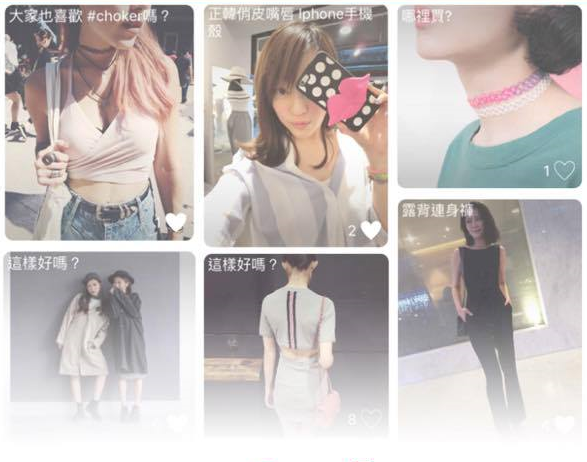 大家也喜歡 #choker嗎？
正韓俏皮嘴唇 Iphone手機
殼
哪裡買?
2
1
露背連身褲
這樣好嗎？
這樣好嗎？
8